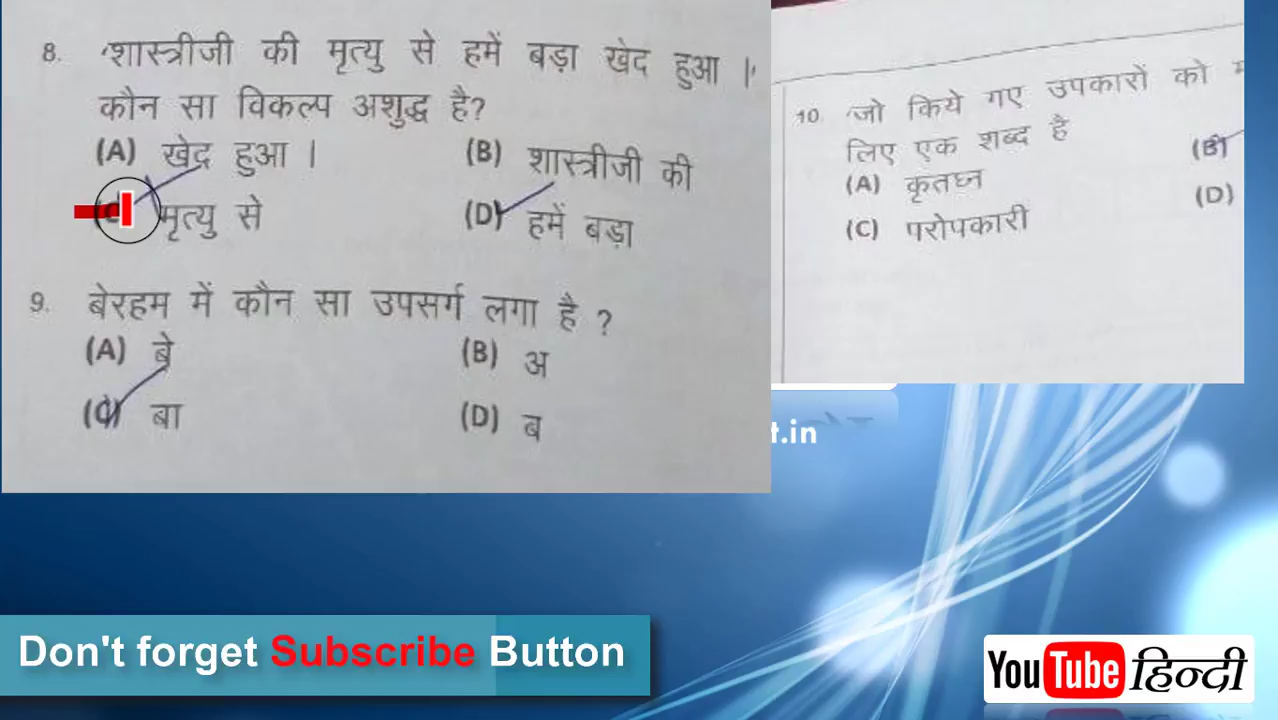 8. 'शास्त्रीजी की मृत्यु से हमें बड़ा खेद हुआ ।'
कौन सा विकल्प अशुद्ध है?
(A) खेद हुआ ।
(B) शास्त्रीजी की
(C) मृत्यु से
(D) हमें बड़ा
9. बेरहम में कौन सा उपसर्ग लगा है ?
(A) बे
(B) अ
(C) बा
(D) ब
10. 'जो किये गए उपकारों को
लिए एक शब्द है
(A) कृतघ्न
(B)
(C) परोपकारी
(D)
t.in
Don't forget Subscribe Button
YouTube हिन्दी